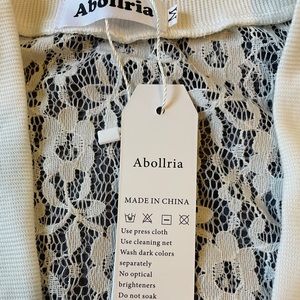 Abollria
M
Abollria
MADE IN CHINA
Use press cloth
Use cleaning net
Wash dark colors
separately
No optical
brighteners
Do not soak